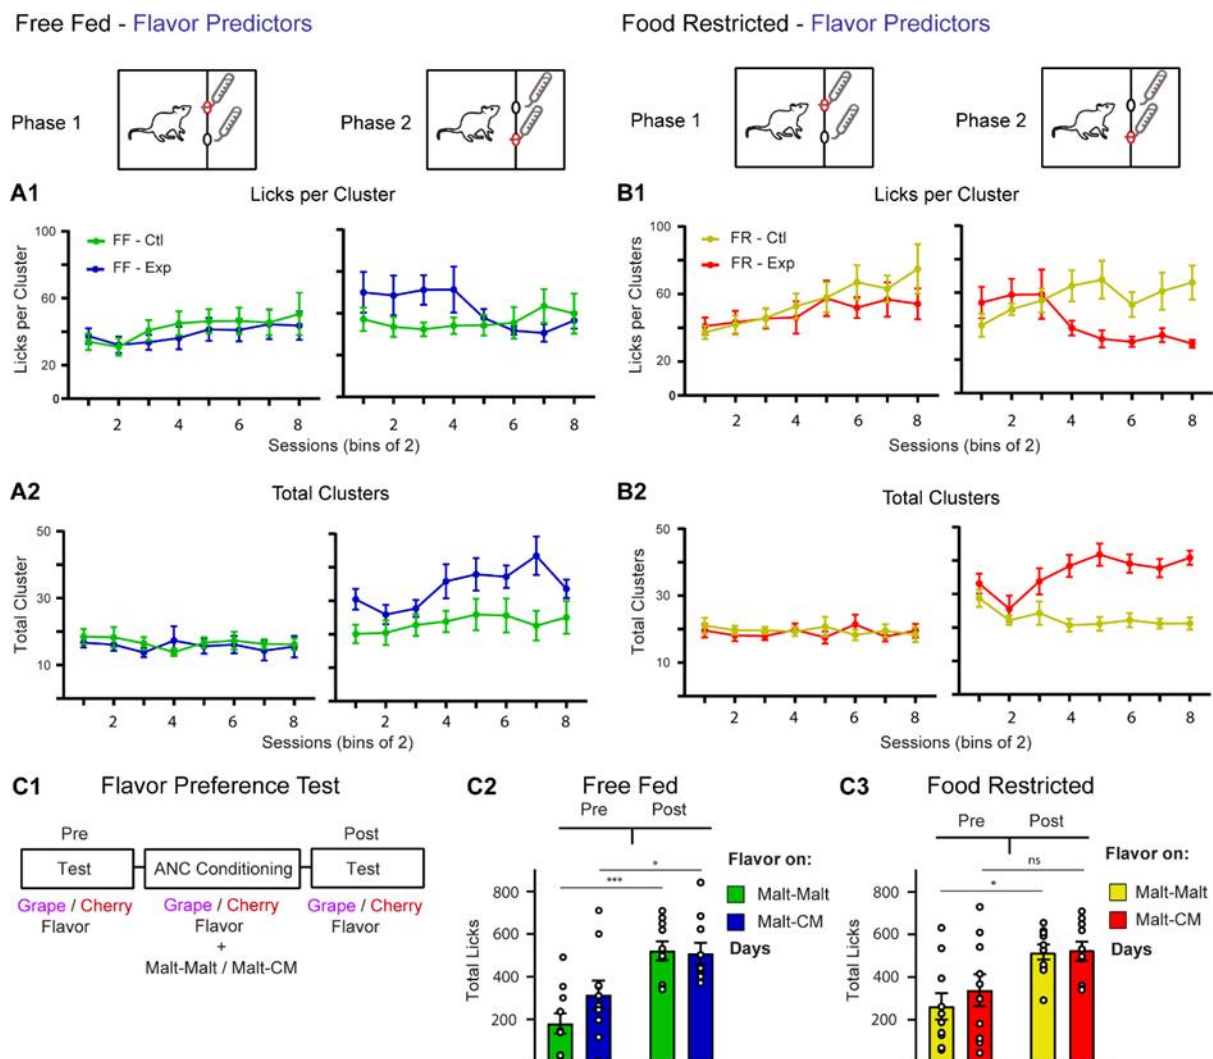 Free Fed - Flavor Predictors
Food Restricted - Flavor Predictors
Phase 1
Phase 2
Phase 1
Phase 2
A1
Licks per Cluster
Licks per Cluster
100
60
20
0
FF - Ctl
FF - Exp
2 4 6 8 2 4 6 8
Sessions (bins of 2)
B1
Licks per Cluster
Licks per Clusters
100
60
20
0
FR - Ctl
FR - Exp
2 4 6 8 2 4 6 8
Sessions (bins of 2)
A2
Total Clusters
Total Cluster
50
30
10
2 4 6 8 2 4 6 8
Sessions (bins of 2)
B2
Total Clusters
Total Clusters
50
30
10
2 4 6 8 2 4 6 8
Sessions (bins of 2)
C1
Flavor Preference Test
Pre
Post
Test
ANC Conditioning
Test
Grape / Cherry
Flavor
Grape / Cherry
Flavor
+
Malt-Malt / Malt-CM
Grape / Cherry
Flavor
C2
Free Fed
Pre Post
*
***
Total Licks
800
600
400
200
Flavor on:
Malt-Malt
Malt-CM
Days
C3
Food Restricted
Pre Post
ns
*
Total Licks
800
600
400
200
Flavor on:
Malt-Malt
Malt-CM
Days